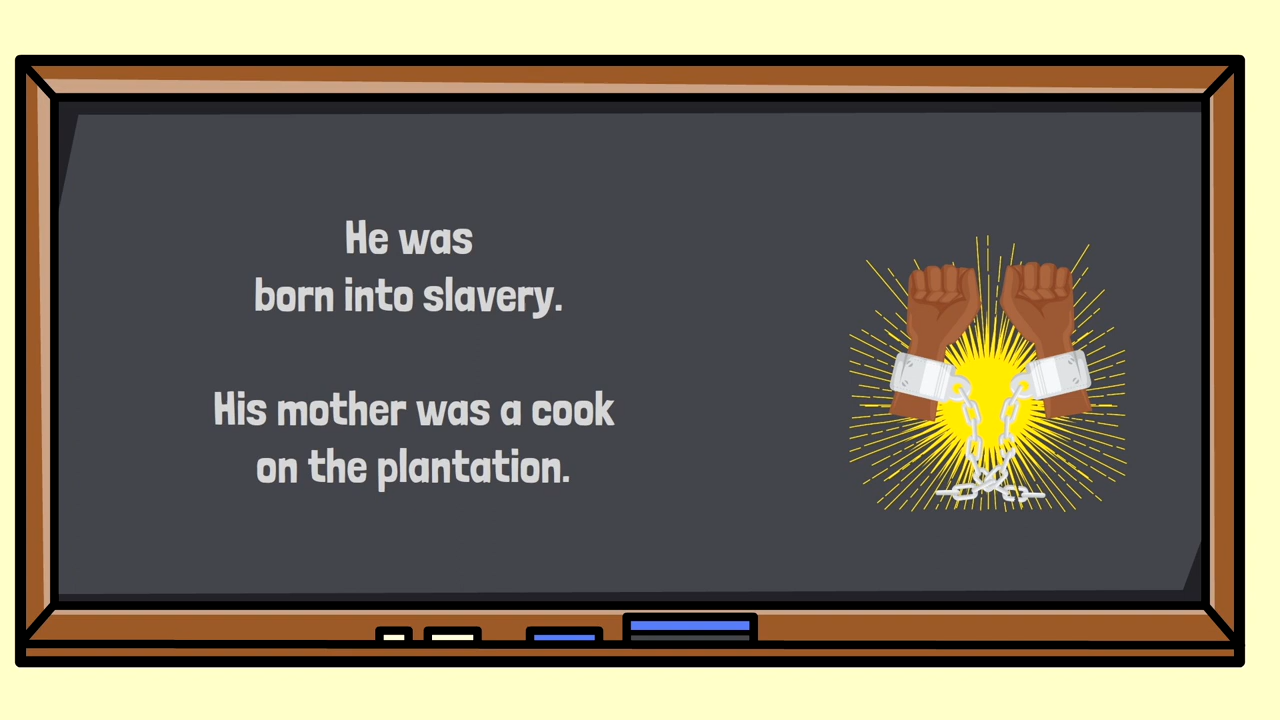 He was
born into slavery.
His mother was a cook
on the plantation.